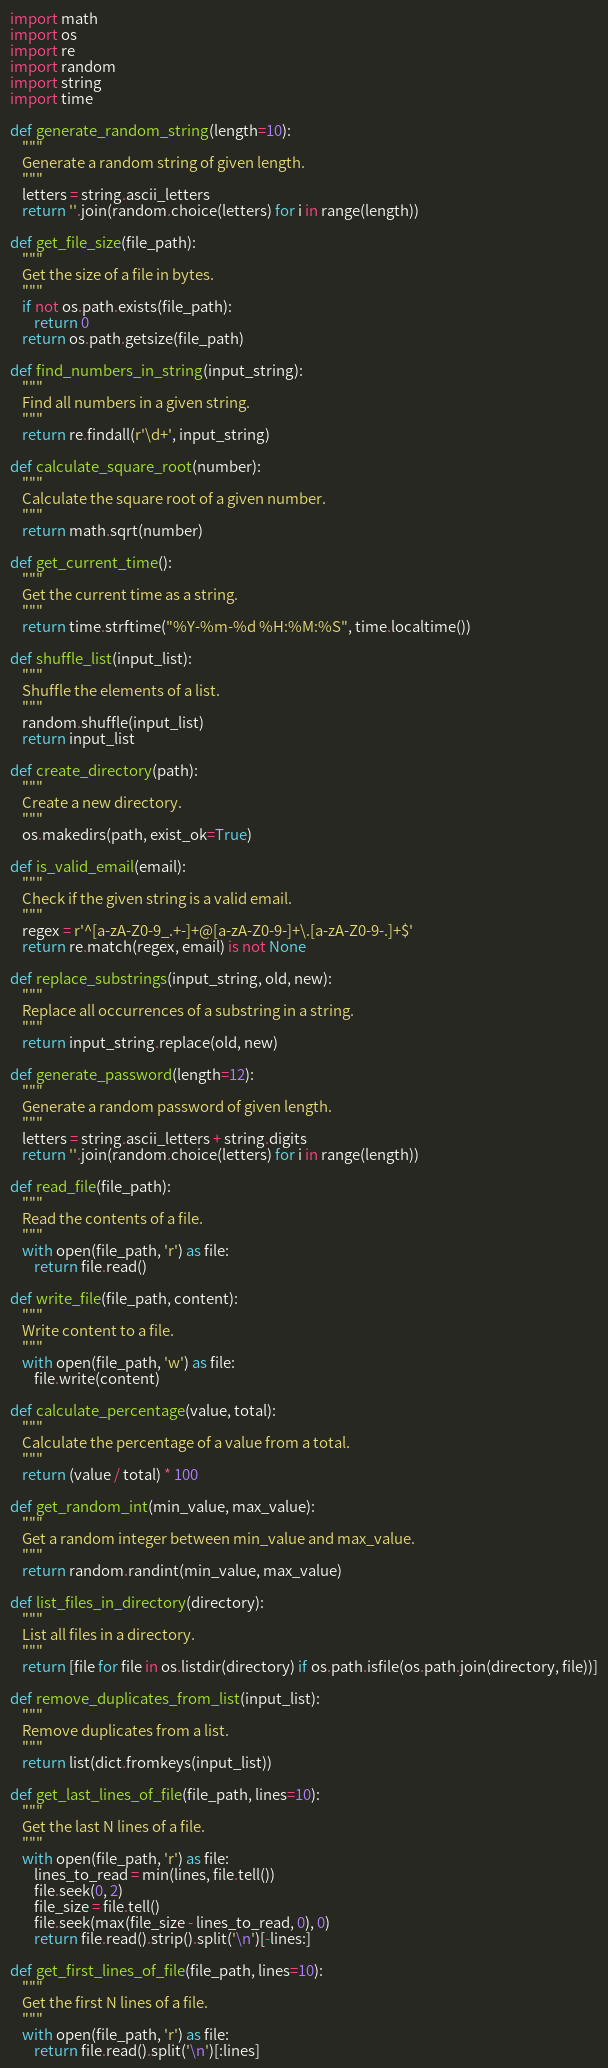 import math
import os
import re
import random
import string
import time

def generate_random_string(length=10):
    """
    Generate a random string of given length.
    """
    letters = string.ascii_letters
    return ''.join(random.choice(letters) for i in range(length))

def get_file_size(file_path):
    """
    Get the size of a file in bytes.
    """
    if not os.path.exists(file_path):
        return 0
    return os.path.getsize(file_path)

def find_numbers_in_string(input_string):
    """
    Find all numbers in a given string.
    """
    return re.findall(r'\d+', input_string)

def calculate_square_root(number):
    """
    Calculate the square root of a given number.
    """
    return math.sqrt(number)

def get_current_time():
    """
    Get the current time as a string.
    """
    return time.strftime("%Y-%m-%d %H:%M:%S", time.localtime())

def shuffle_list(input_list):
    """
    Shuffle the elements of a list.
    """
    random.shuffle(input_list)
    return input_list

def create_directory(path):
    """
    Create a new directory.
    """
    os.makedirs(path, exist_ok=True)

def is_valid_email(email):
    """
    Check if the given string is a valid email.
    """
    regex = r'^[a-zA-Z0-9_.+-]+@[a-zA-Z0-9-]+\.[a-zA-Z0-9-.]+$'
    return re.match(regex, email) is not None

def replace_substrings(input_string, old, new):
    """
    Replace all occurrences of a substring in a string.
    """
    return input_string.replace(old, new)

def generate_password(length=12):
    """
    Generate a random password of given length.
    """
    letters = string.ascii_letters + string.digits
    return ''.join(random.choice(letters) for i in range(length))

def read_file(file_path):
    """
    Read the contents of a file.
    """
    with open(file_path, 'r') as file:
        return file.read()

def write_file(file_path, content):
    """
    Write content to a file.
    """
    with open(file_path, 'w') as file:
        file.write(content)

def calculate_percentage(value, total):
    """
    Calculate the percentage of a value from a total.
    """
    return (value / total) * 100

def get_random_int(min_value, max_value):
    """
    Get a random integer between min_value and max_value.
    """
    return random.randint(min_value, max_value)

def list_files_in_directory(directory):
    """
    List all files in a directory.
    """
    return [file for file in os.listdir(directory) if os.path.isfile(os.path.join(directory, file))]

def remove_duplicates_from_list(input_list):
    """
    Remove duplicates from a list.
    """
    return list(dict.fromkeys(input_list))

def get_last_lines_of_file(file_path, lines=10):
    """
    Get the last N lines of a file.
    """
    with open(file_path, 'r') as file:
        lines_to_read = min(lines, file.tell())
        file.seek(0, 2)
        file_size = file.tell()
        file.seek(max(file_size - lines_to_read, 0), 0)
        return file.read().strip().split('\n')[-lines:]

def get_first_lines_of_file(file_path, lines=10):
    """
    Get the first N lines of a file.
    """
    with open(file_path, 'r') as file:
        return file.read().split('\n')[:lines]